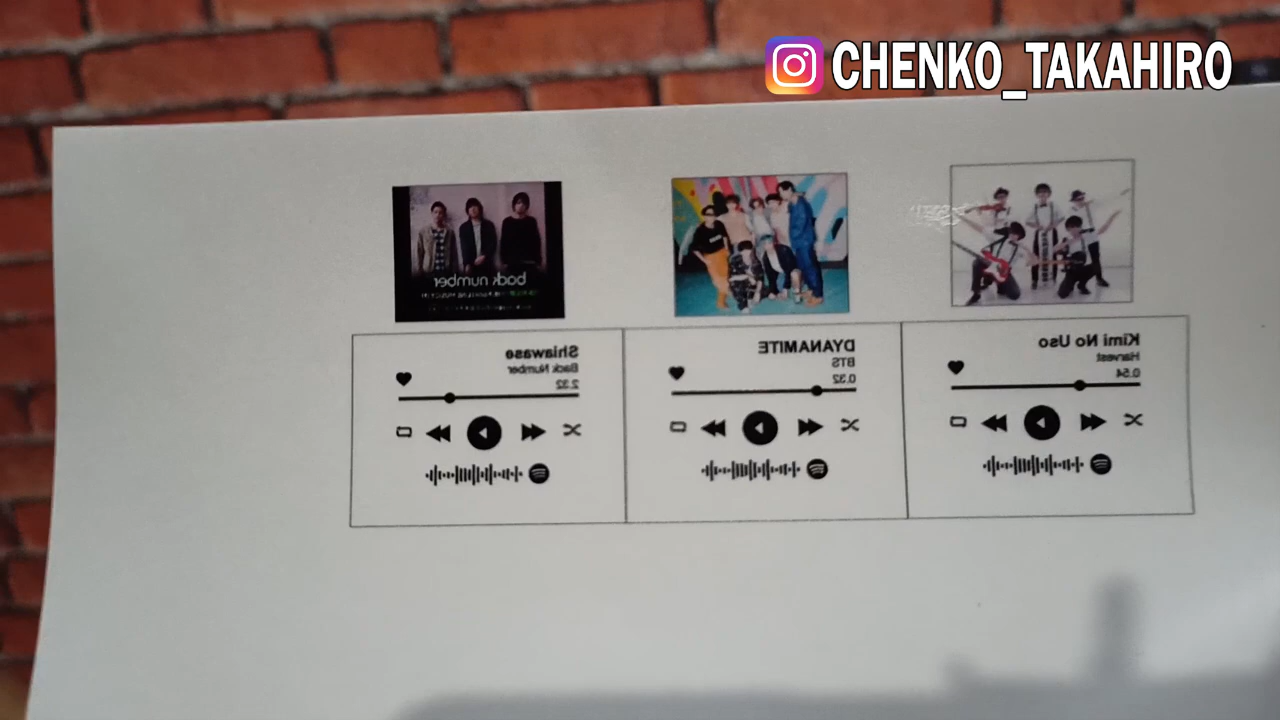 CHENKO_TAKAHIRO
back number
Shiawase
Back Number
2:32
DYANAMITE
BTS
0.32
Kimi No Uso
Harvest
0.54